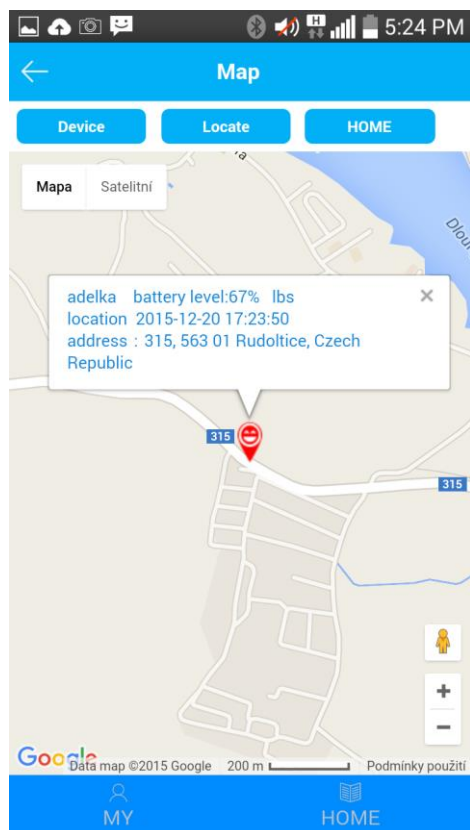 H 5:24 PM
Map
Device Locate HOME
Mapa Satelitní
adelka battery level:67% lbs
location 2015-12-20 17:23:50
address : 315, 563 01 Rudoltice, Czech
Republic
315
315
Google Data map ©2015 Google 200 m Podmínky použití
MY HOME